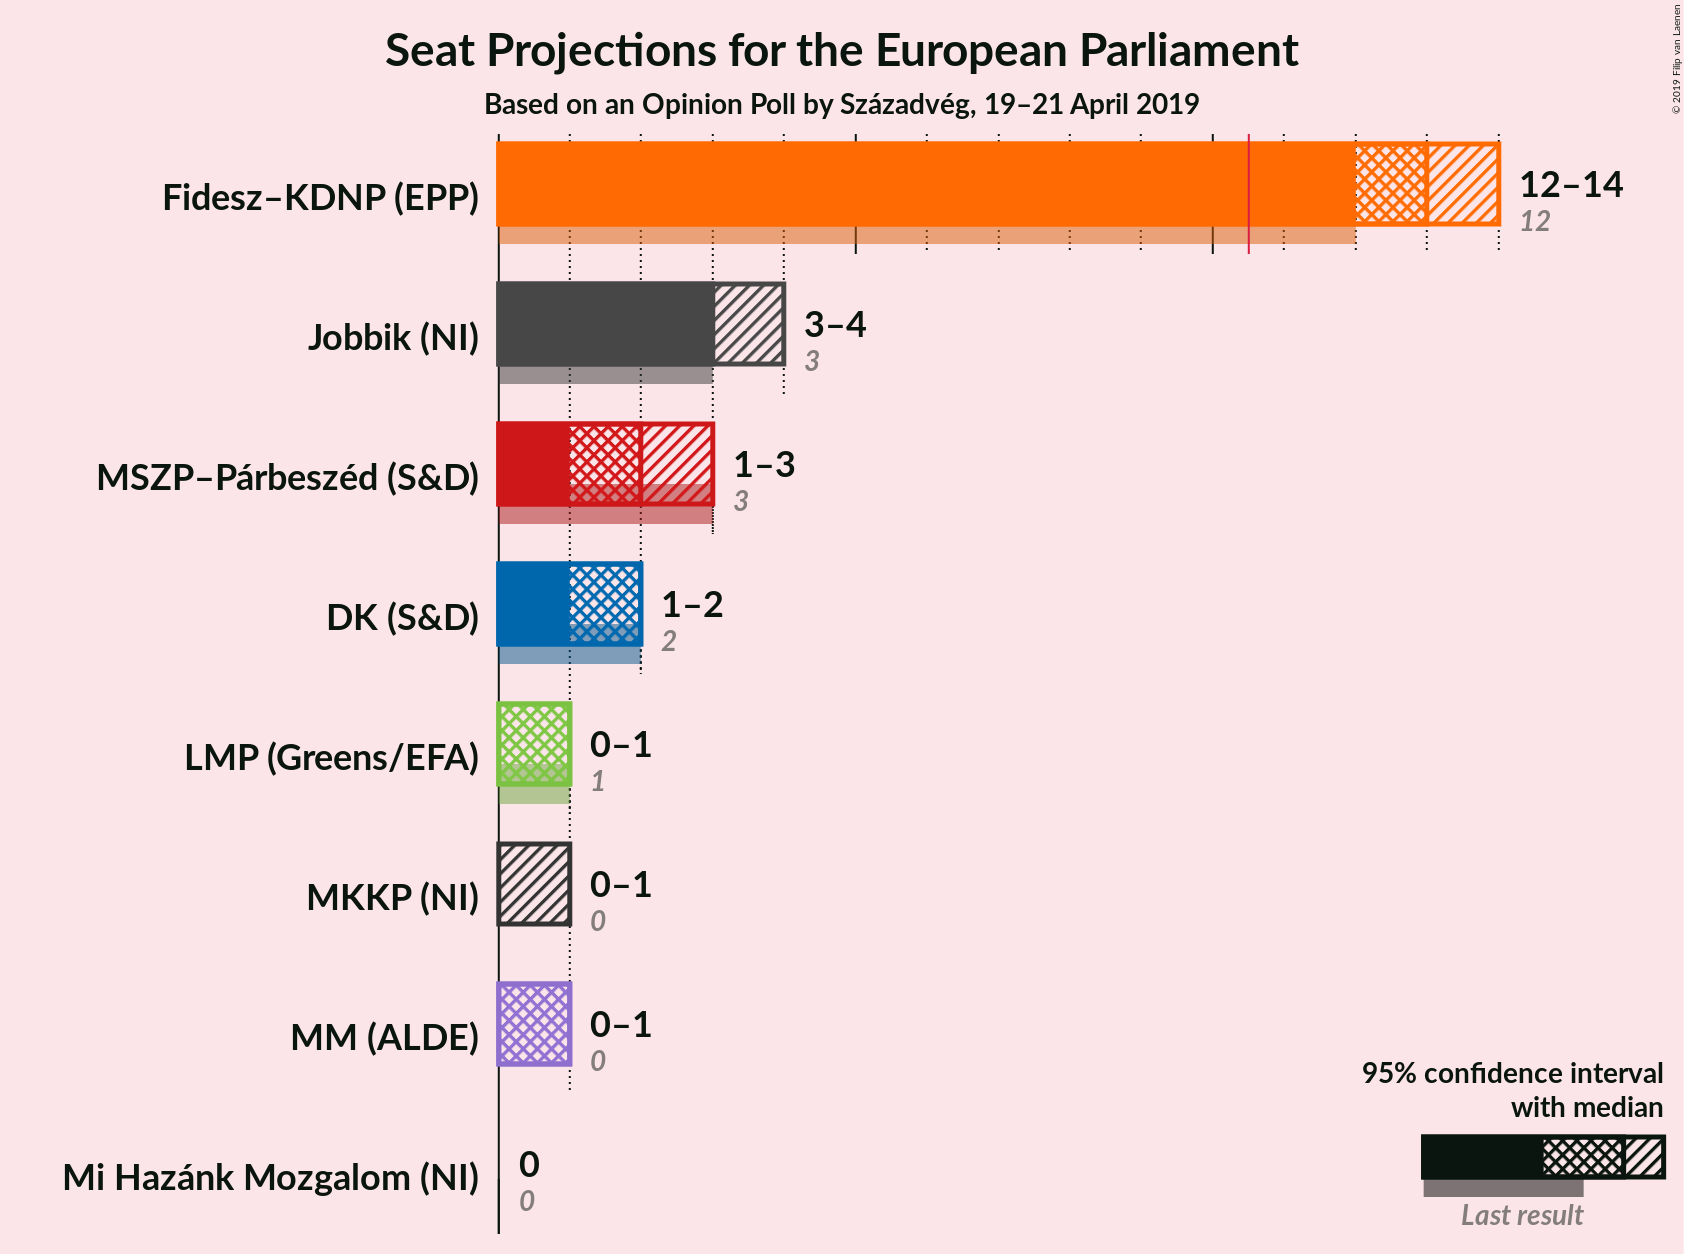 Seat Projections for the European Parliament
Based on an Opinion Poll by Századvég, 19–21 April 2019
© 2019 Filip van Laenen
Fidesz–KDNP (EPP)
12–14
12
Jobbik (NI)
3–4
3
MSZP–Párbeszéd (S&D)
1–3
3
DK (S&D)
1–2
2
LMP (Greens/EFA)
0–1
1
MKKP (NI)
0–1
0
MM (ALDE)
0–1
0
Mi Hazánk Mozgalom (NI)
0
0
95% confidence interval
with median
Last result